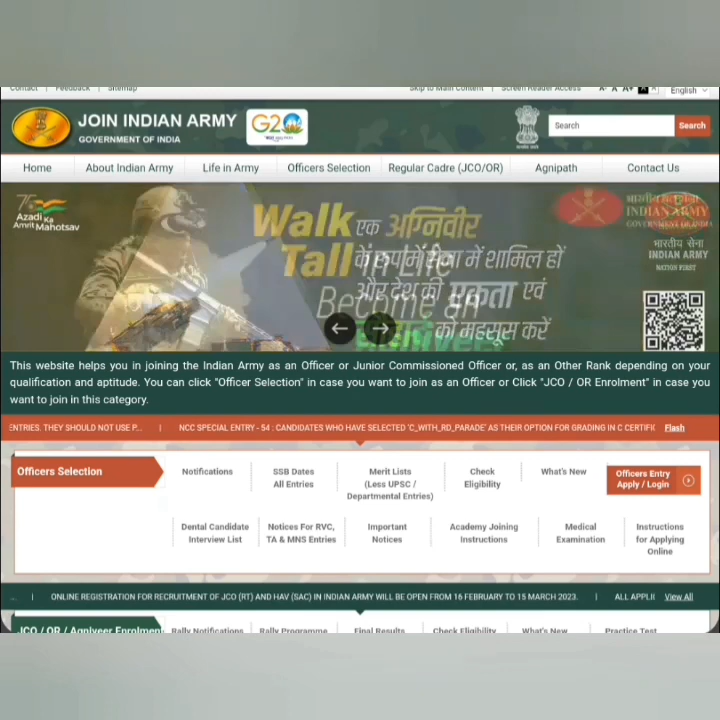 Contact | Feedback | Sitemap
Skip to Main Content | Screen Reader Access A- A A+ A A English
JOIN INDIAN ARMY
GOVERNMENT OF INDIA
G20
Search Search
Home About Indian Army Life in Army Officers Selection Regular Cadre (JCO/OR) Agnipath Contact Us
75
Azadi Ka
Amrit Mahotsav
Walk एक अग्निवीर
Tall in Life में शामिल हों
Become an
और देश की एकता एवं
को महसूस करें
INDIAN ARMY
GOVERNMENT OF INDIA
भारतीय सेना
INDIAN ARMY
NATION FIRST
This website helps you in joining the Indian Army as an Officer or Junior Commissioned Officer or, as an Other Rank depending on your
qualification and aptitude. You can click "Officer Selection" in case you want to join as an Officer or Click "JCO / OR Enrolment" in case you
want to join in this category.
ENTRIES. THEY SHOULD NOT USE P... | NCC SPECIAL ENTRY - 54 : CANDIDATES WHO HAVE SELECTED 'C_WITH_RD_PARADE' AS THEIR OPTION FOR GRADING IN C CERTIFIC Flash
Officers Selection
Notifications
SSB Dates
All Entries
Merit Lists
(Less UPSC /
Departmental Entries)
Check
Eligibility
What's New
Officers Entry
Apply / Login
Dental Candidate
Interview List
Notices For RVC,
TA & MNS Entries
Important
Notices
Academy Joining
Instructions
Medical
Examination
Instructions
for Applying
Online
... | ONLINE REGISTRATION FOR RECRUITMENT OF JCO (RT) AND HAV (SAC) IN INDIAN ARMY WILL BE OPEN FROM 16 FEBRUARY TO 15 MARCH 2023. | ALL APPLI View All
JCO / OR / Agniveer Enrolment Rally Notifications Rally Programme Final Results Check Eligibility What's New Practice Test